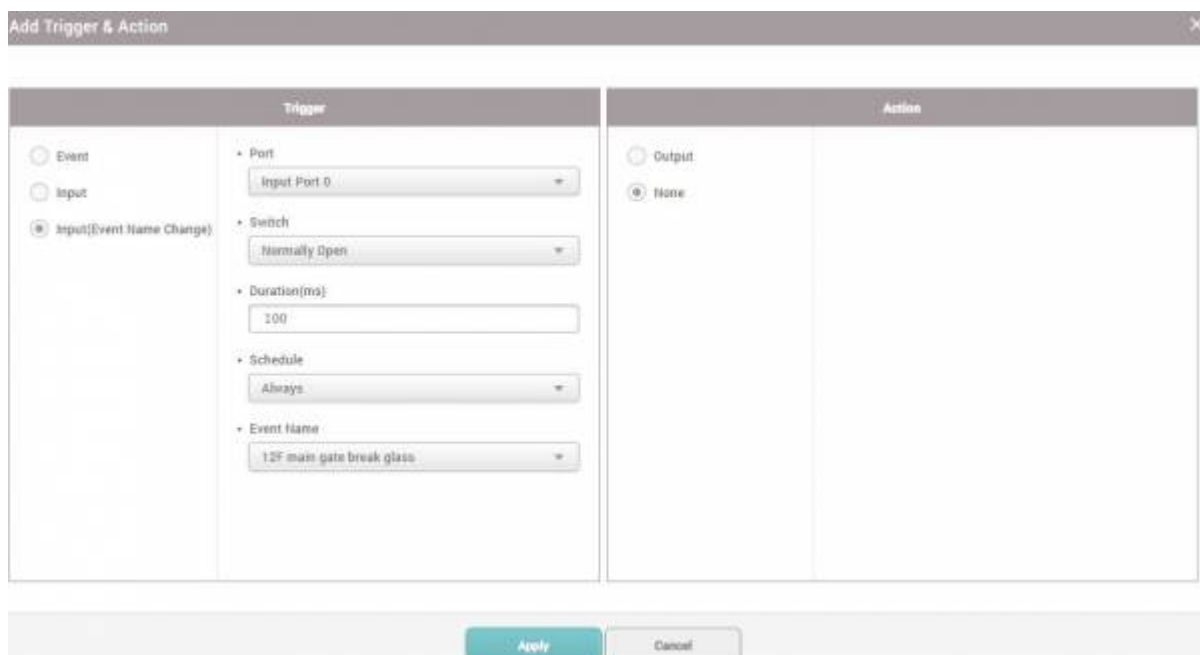 Add Trigger & Action
Trigger
Event
Input
Input(Event Name Change)
Port
Input Port 0
Switch
Normally Open
Duration(ms)
100
Schedule
Always
Event Name
12F main gate break glass
Action
Output
None
Apply
Cancel